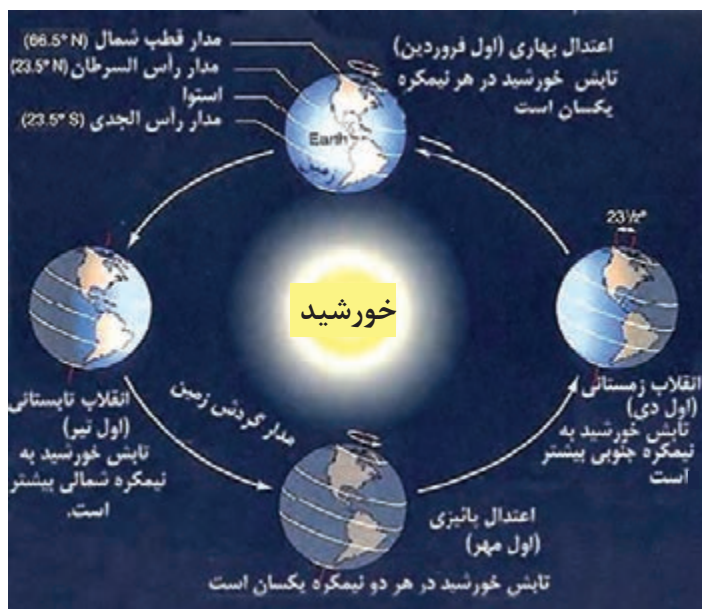 مدار قطب شمال (66.5° N)
مدار رأس السرطان (23.5° N)
استوا
مدار رأس الجدی (23.5° S)
اعتدال بهاری (اول فروردین)
تابش خورشید در هر نیمکره
یکسان است
Earth
23½°
خورشید
انقلاب تابستانی
(اول تیر)
تابش خورشید به
نیمکره شمالی بیشتر
است.
مدار گردش زمین
انقلاب زمستانی
(اول دی)
تابش خورشید به
نیمکره جنوبی بیشتر
است
اعتدال پائیزی
(اول مهر)
تابش خورشید در هر دو نیمکره یکسان است